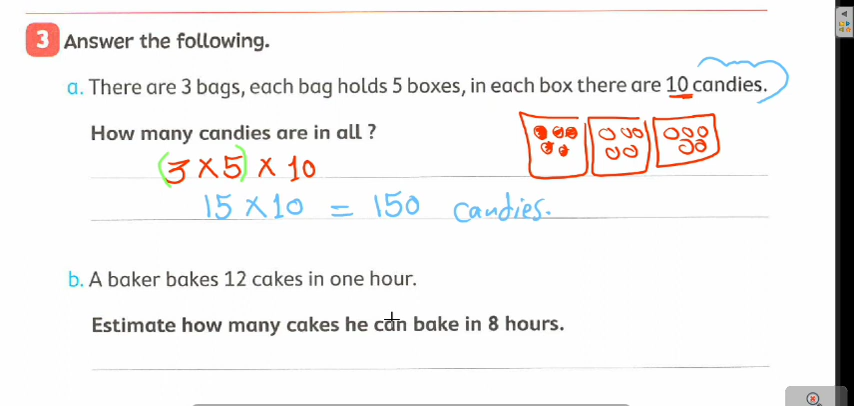 3 Answer the following.
a. There are 3 bags, each bag holds 5 boxes, in each box there are 10 candies.
How many candies are in all ?
(3 × 5) × 10
15 × 10 = 150 candies.
b. A baker bakes 12 cakes in one hour.
Estimate how many cakes he can bake in 8 hours.